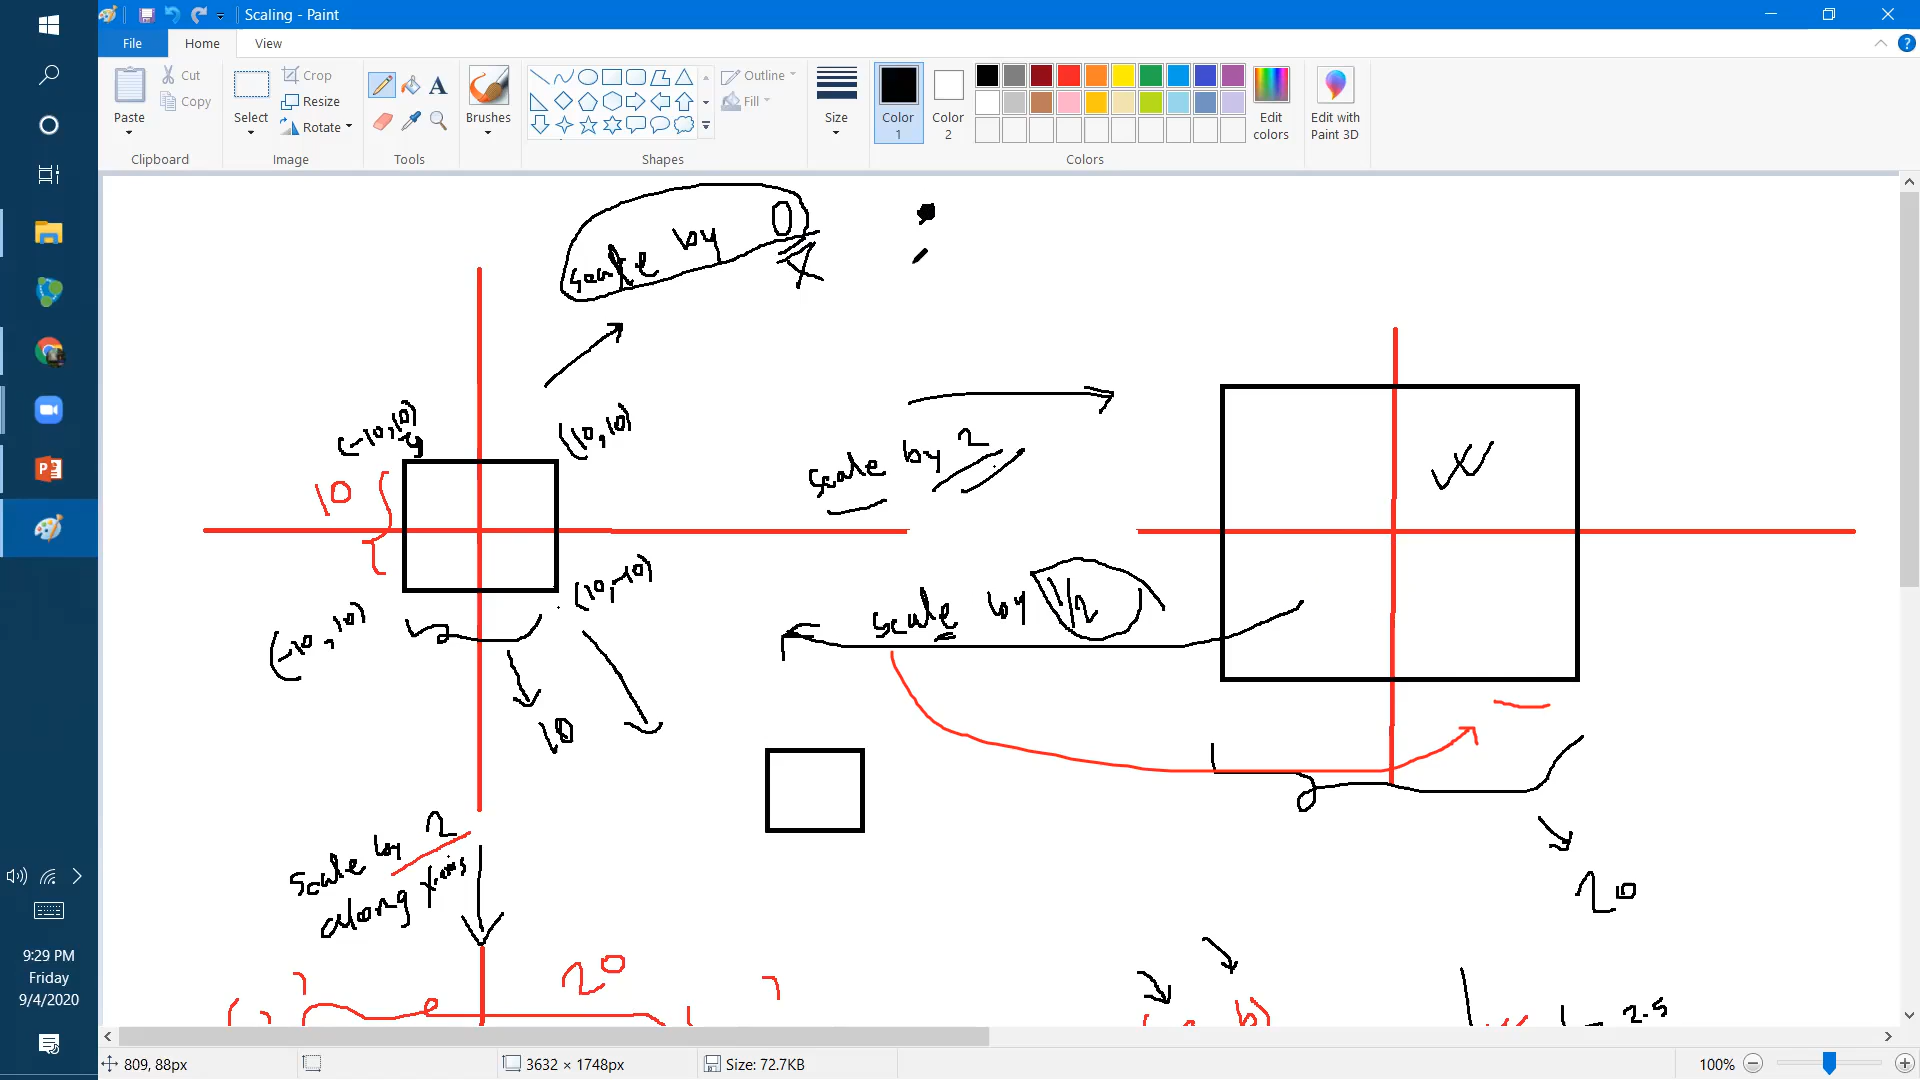 Scaling - Paint
File
Home
View
Paste
Cut
Copy
Clipboard
Select
Crop
Resize
Rotate
Image
Tools
Brushes
Shapes
Outline
Fill
Size
Color 1
Color 2
Colors
Edit colors
Edit with Paint 3D
scale by 0
(-10,10)
(10,10)
10
scale by 2
(10,-10)
(-10,10)
scale by 1/2
10
scale by 2
along X-axis
20
20
b)
2.5
9:29 PM
Friday
9/4/2020
809, 88px
3632 × 1748px
Size: 72.7KB
100%